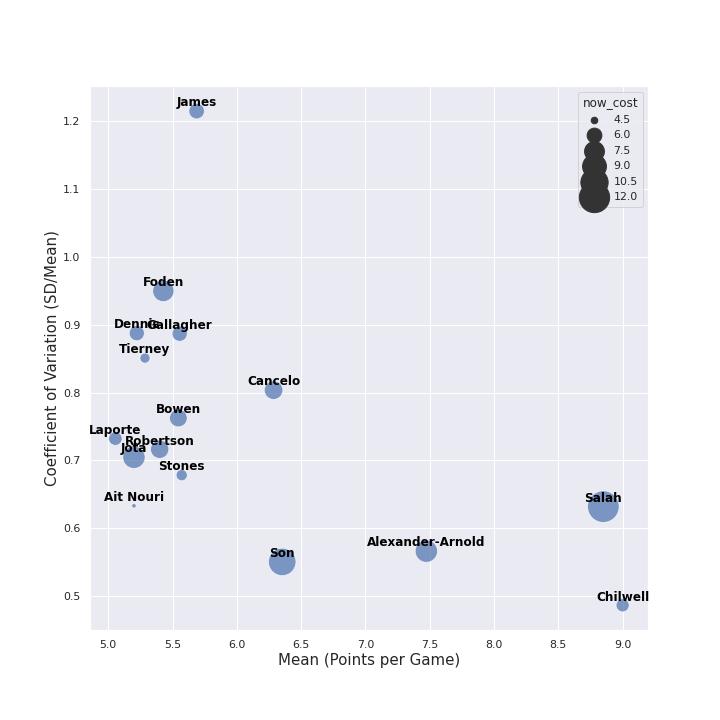 James
now_cost
4.5
6.0
7.5
9.0
10.5
12.0
1.2
1.1
1.0
0.9
0.8
0.7
0.6
0.5
Coefficient of Variation (SD/Mean)
Foden
Dennis
Gallagher
Tierney
Cancelo
Bowen
Laporte
Robertson
Jota
Stones
Ait Nouri
Salah
Alexander-Arnold
Son
Chilwell
5.0 5.5 6.0 6.5 7.0 7.5 8.0 8.5 9.0
Mean (Points per Game)